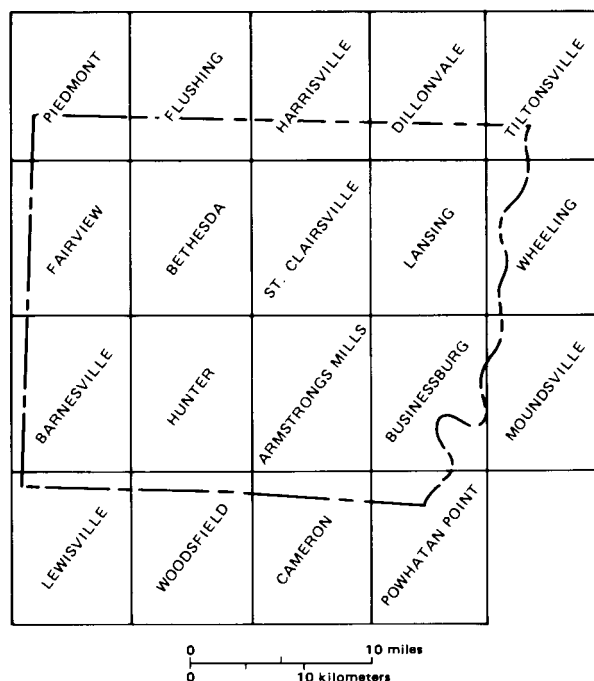 PIEDMONT
FLUSHING
HARRISVILLE
DILLONVALE
TILTONSVILLE
FAIRVIEW
BETHESDA
ST. CLAIRSVILLE
LANSING
WHEELING
BARNESVILLE
HUNTER
ARMSTRONGS MILLS
BUSINESSBURG
MOUNDSVILLE
LEWISVILLE
WOODSFIELD
CAMERON
POWHATAN POINT
0 10 miles
0 10 kilometers